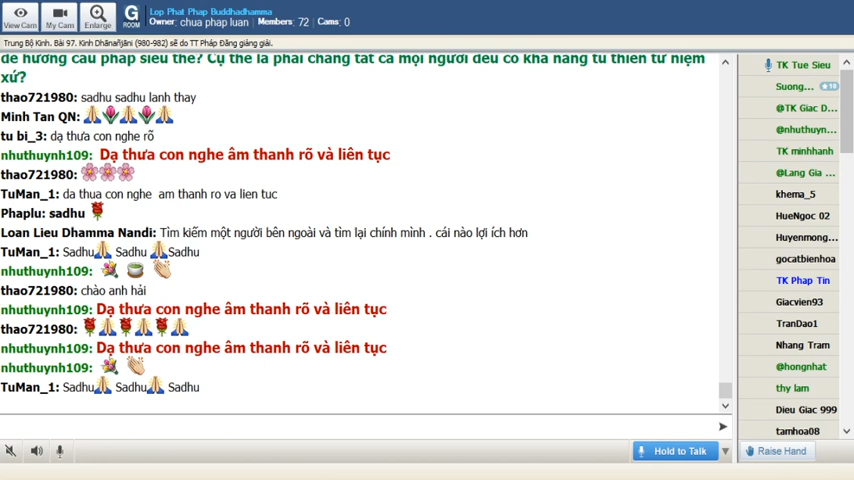 View Cam
My Cam
Enlarge
G
ROOM
Lop Phat Phap Buddhadhamma
Owner: chua phap luan Members: 72 Cams: 0
Trung Bộ Kinh. Bài 97. Kinh Dhānañjāni (980-982) sẽ do TT Pháp Đăng giảng giải.
để hướng cầu pháp siêu thế? Cụ thể là phải chăng tất cả mọi người đều có khả năng tu thiền tứ niệm
xứ?
thao721980: sadhu sadhu lanh thay
Minh Tan QN:
tu bi_3: dạ thưa con nghe rõ
nhuthuynh109: Dạ thưa con nghe âm thanh rõ và liên tục
thao721980:
TuMan_1: da thua con nghe am thanh ro va lien tuc
Phaplu: sadhu
Loan Lieu Dhamma Nandi: Tìm kiếm một người bên ngoài và tìm lại chính mình . cái nào lợi ích hơn
TuMan_1: Sadhu Sadhu Sadhu
nhuthuynh109:
thao721980: chào anh hải
nhuthuynh109: Dạ thưa con nghe âm thanh rõ và liên tục
thao721980:
nhuthuynh109: Dạ thưa con nghe âm thanh rõ và liên tục
nhuthuynh109:
TuMan_1: Sadhu Sadhu Sadhu
Hold to Talk
TK Tue Sieu
Suong... 10
@TK Giac D...
@nhuthuyn...
TK minhhanh
@Lang Gia ...
khema_5
HueNgoc 02
Huyenmong...
gocatbienhoa
TK Phap Tin
Giacvien93
TranDao1
Nhang Tram
@hongnhat
thy lam
Dieu Giac 999
tamhoa08
Raise Hand